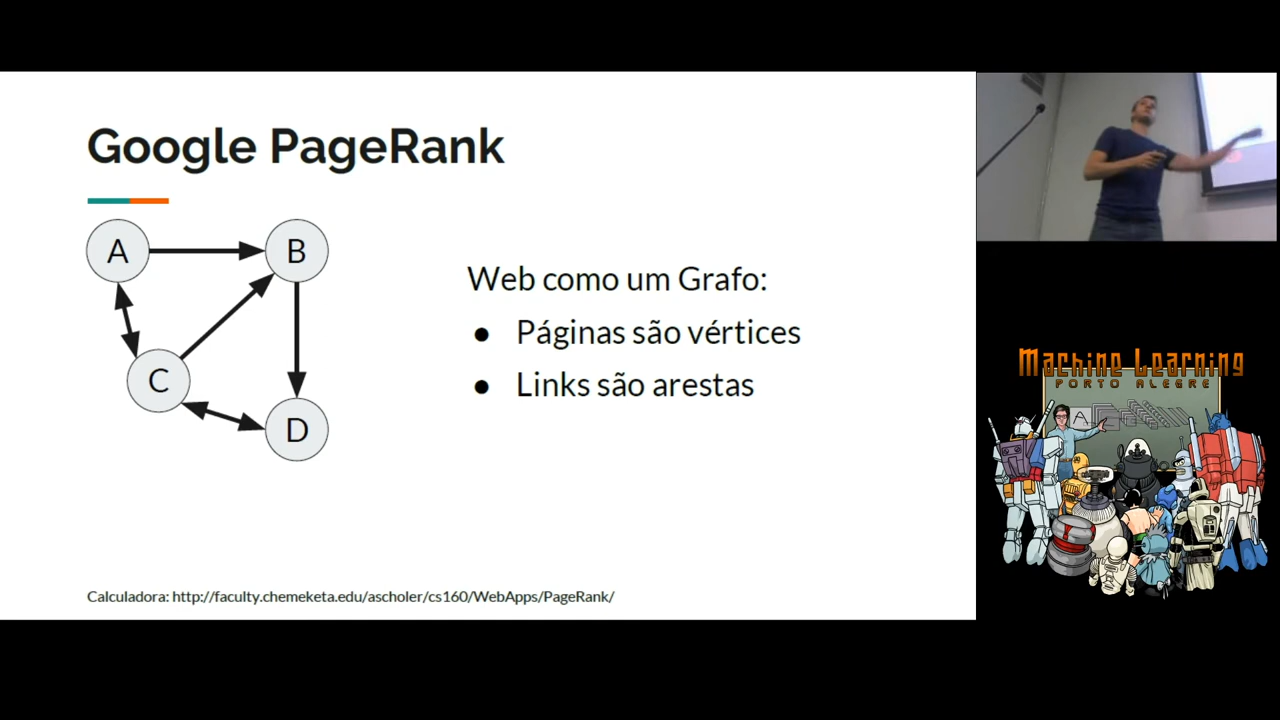 Google PageRank
A
B
C
D
Web como um Grafo:
● Páginas são vértices
● Links são arestas
Calculadora: http://faculty.chemeketa.edu/ascholer/cs160/WebApps/PageRank/
Machine Learning
PORTO ALEGRE
A